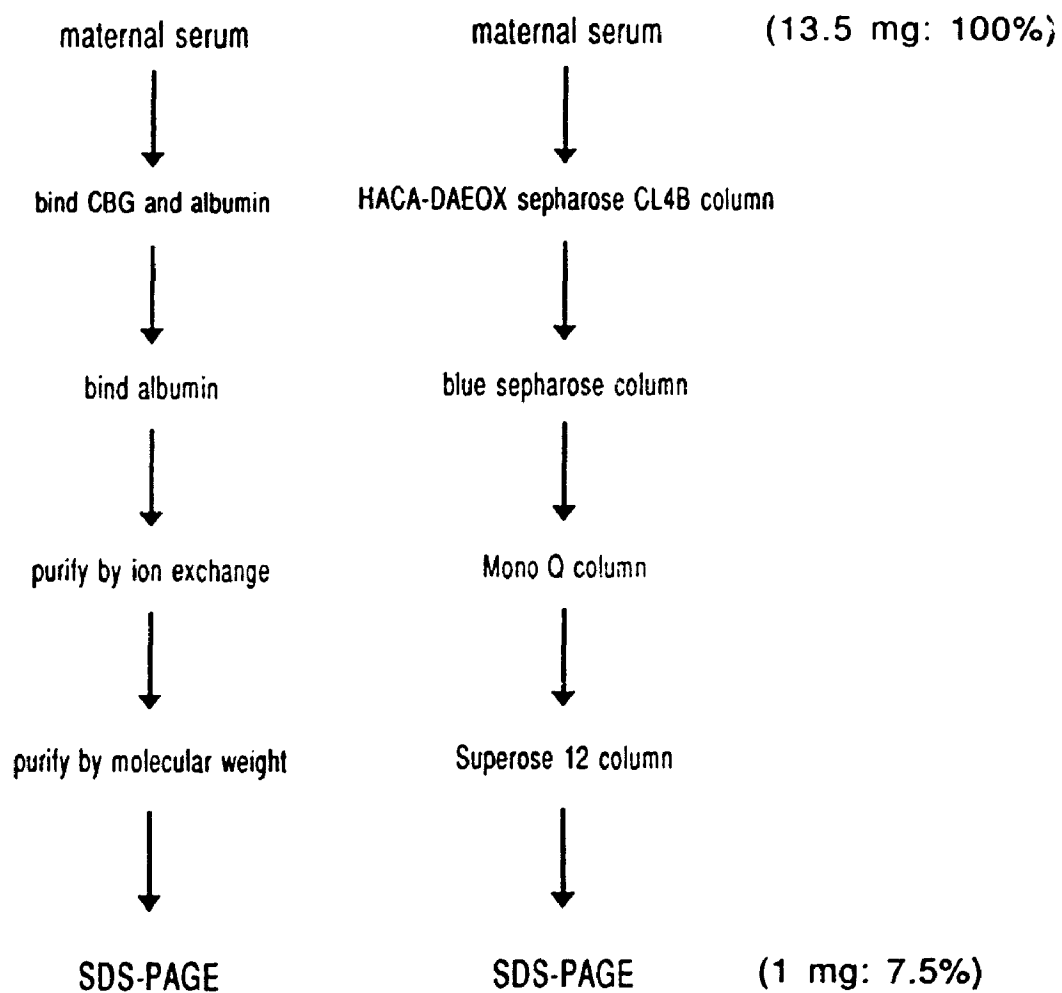 maternal serum maternal serum (13.5 mg: 100%)
bind CBG and albumin HACA-DAEOX sepharose CL4B column
bind albumin blue sepharose column
purify by ion exchange Mono Q column
purify by molecular weight Superose 12 column
SDS-PAGE SDS-PAGE (1 mg: 7.5%)